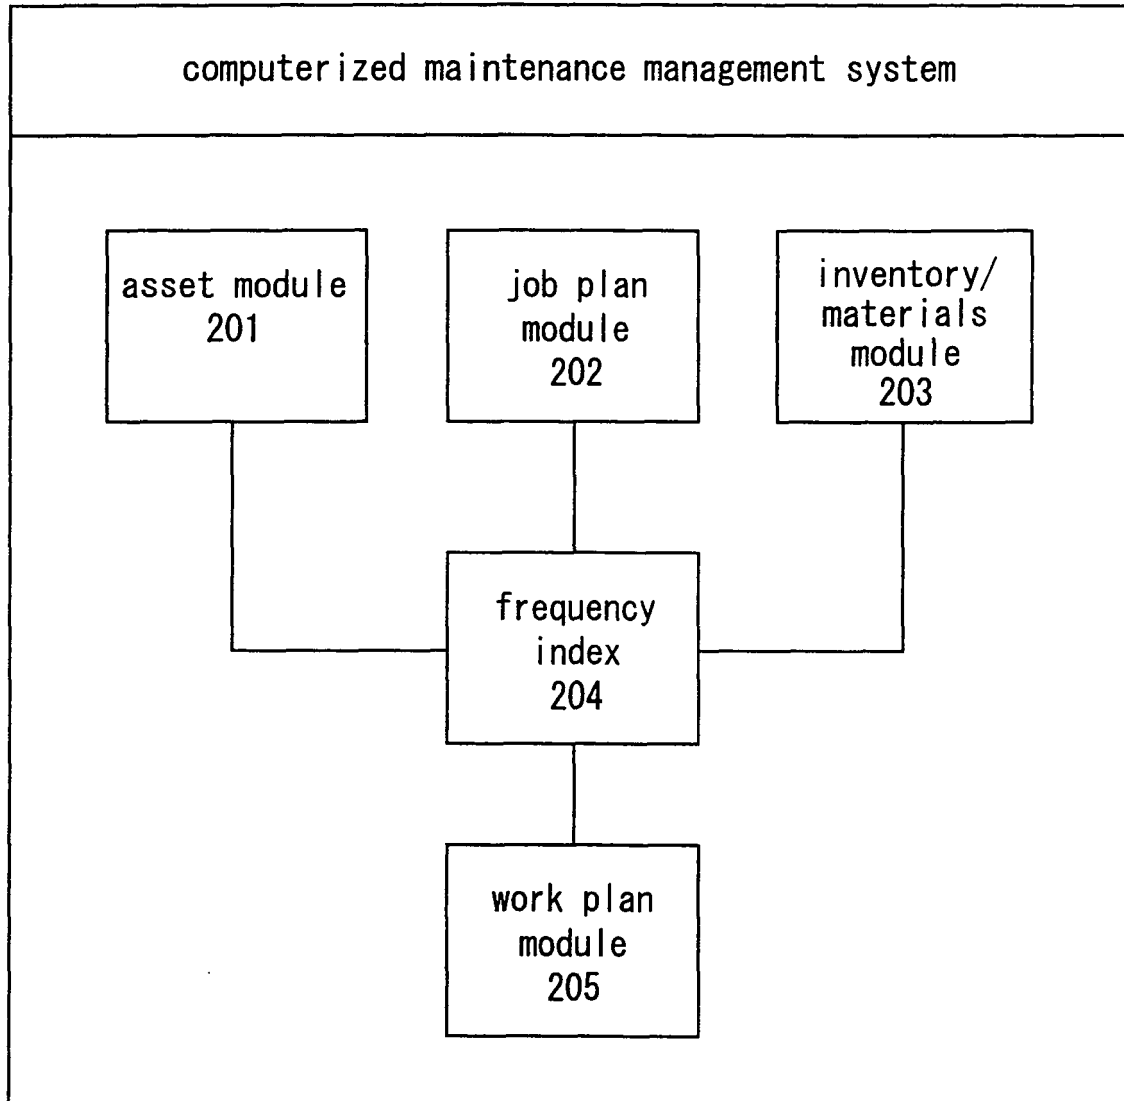 computerized maintenance management system
asset module
201
job plan
module
202
inventory/
materials
module
203
frequency
index
204
work plan
module
205